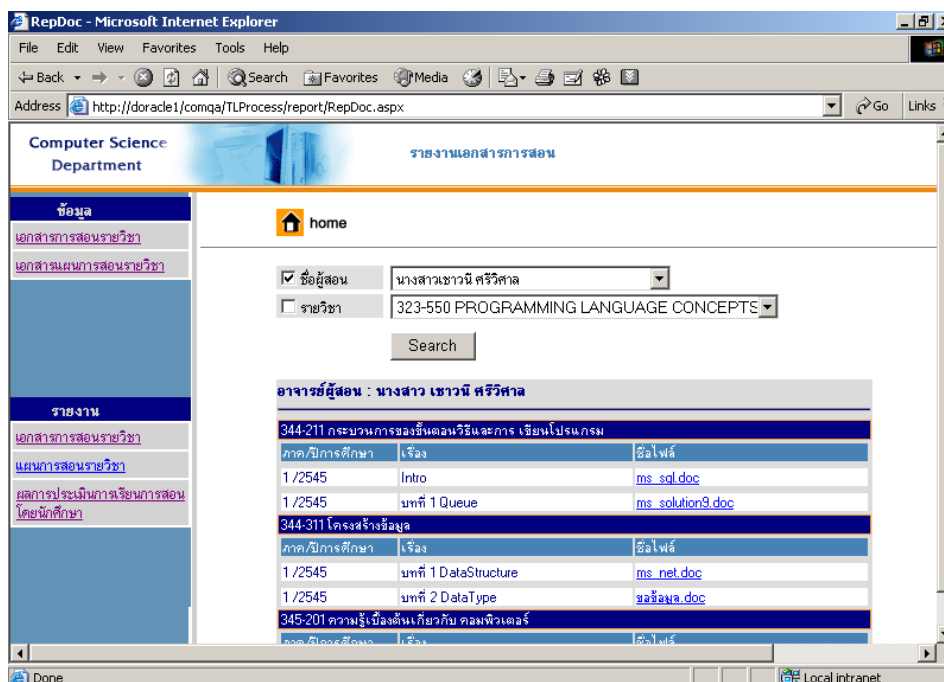 RepDoc - Microsoft Internet Explorer
File Edit View Favorites Tools Help
Back Search Favorites Media
Address http://doracle1/comqa/TLProcess/report/RepDoc.aspx Go Links
Computer Science
Department
รายงานเอกสารการสอน
ข้อมูล
เอกสารการสอนรายวิชา
เอกสารแผนการสอนรายวิชา
home
ชื่อผู้สอน นางสาวเชาวนี ศรีวิศาล
รายวิชา 323-550 PROGRAMMING LANGUAGE CONCEPTS
Search
อาจารย์ผู้สอน : นางสาว เชาวนี ศรีวิศาล
รายงาน
เอกสารการสอนรายวิชา
แผนการสอนรายวิชา
ผลการประเมินการเรียนการสอน
โดยนักศึกษา
344-211 กระบวนการของขั้นตอนวิธีและการ เขียนโปรแกรม
ภาค/ปีการศึกษา เรื่อง ชื่อไฟล์
1 /2545 Intro ms_sql.doc
1 /2545 บทที่ 1 Queue ms_solution9.doc
344-311 โครงสร้างข้อมูล
ภาค/ปีการศึกษา เรื่อง ชื่อไฟล์
1 /2545 บทที่ 1 DataStructure ms_net.doc
1 /2545 บทที่ 2 DataType ขอข้อมูล.doc
345-201 ความรู้เบื้องต้นเกี่ยวกับ คอมพิวเตอร์
ภาค/ปีการศึกษา เรื่อง ชื่อไฟล์
Done Local intranet